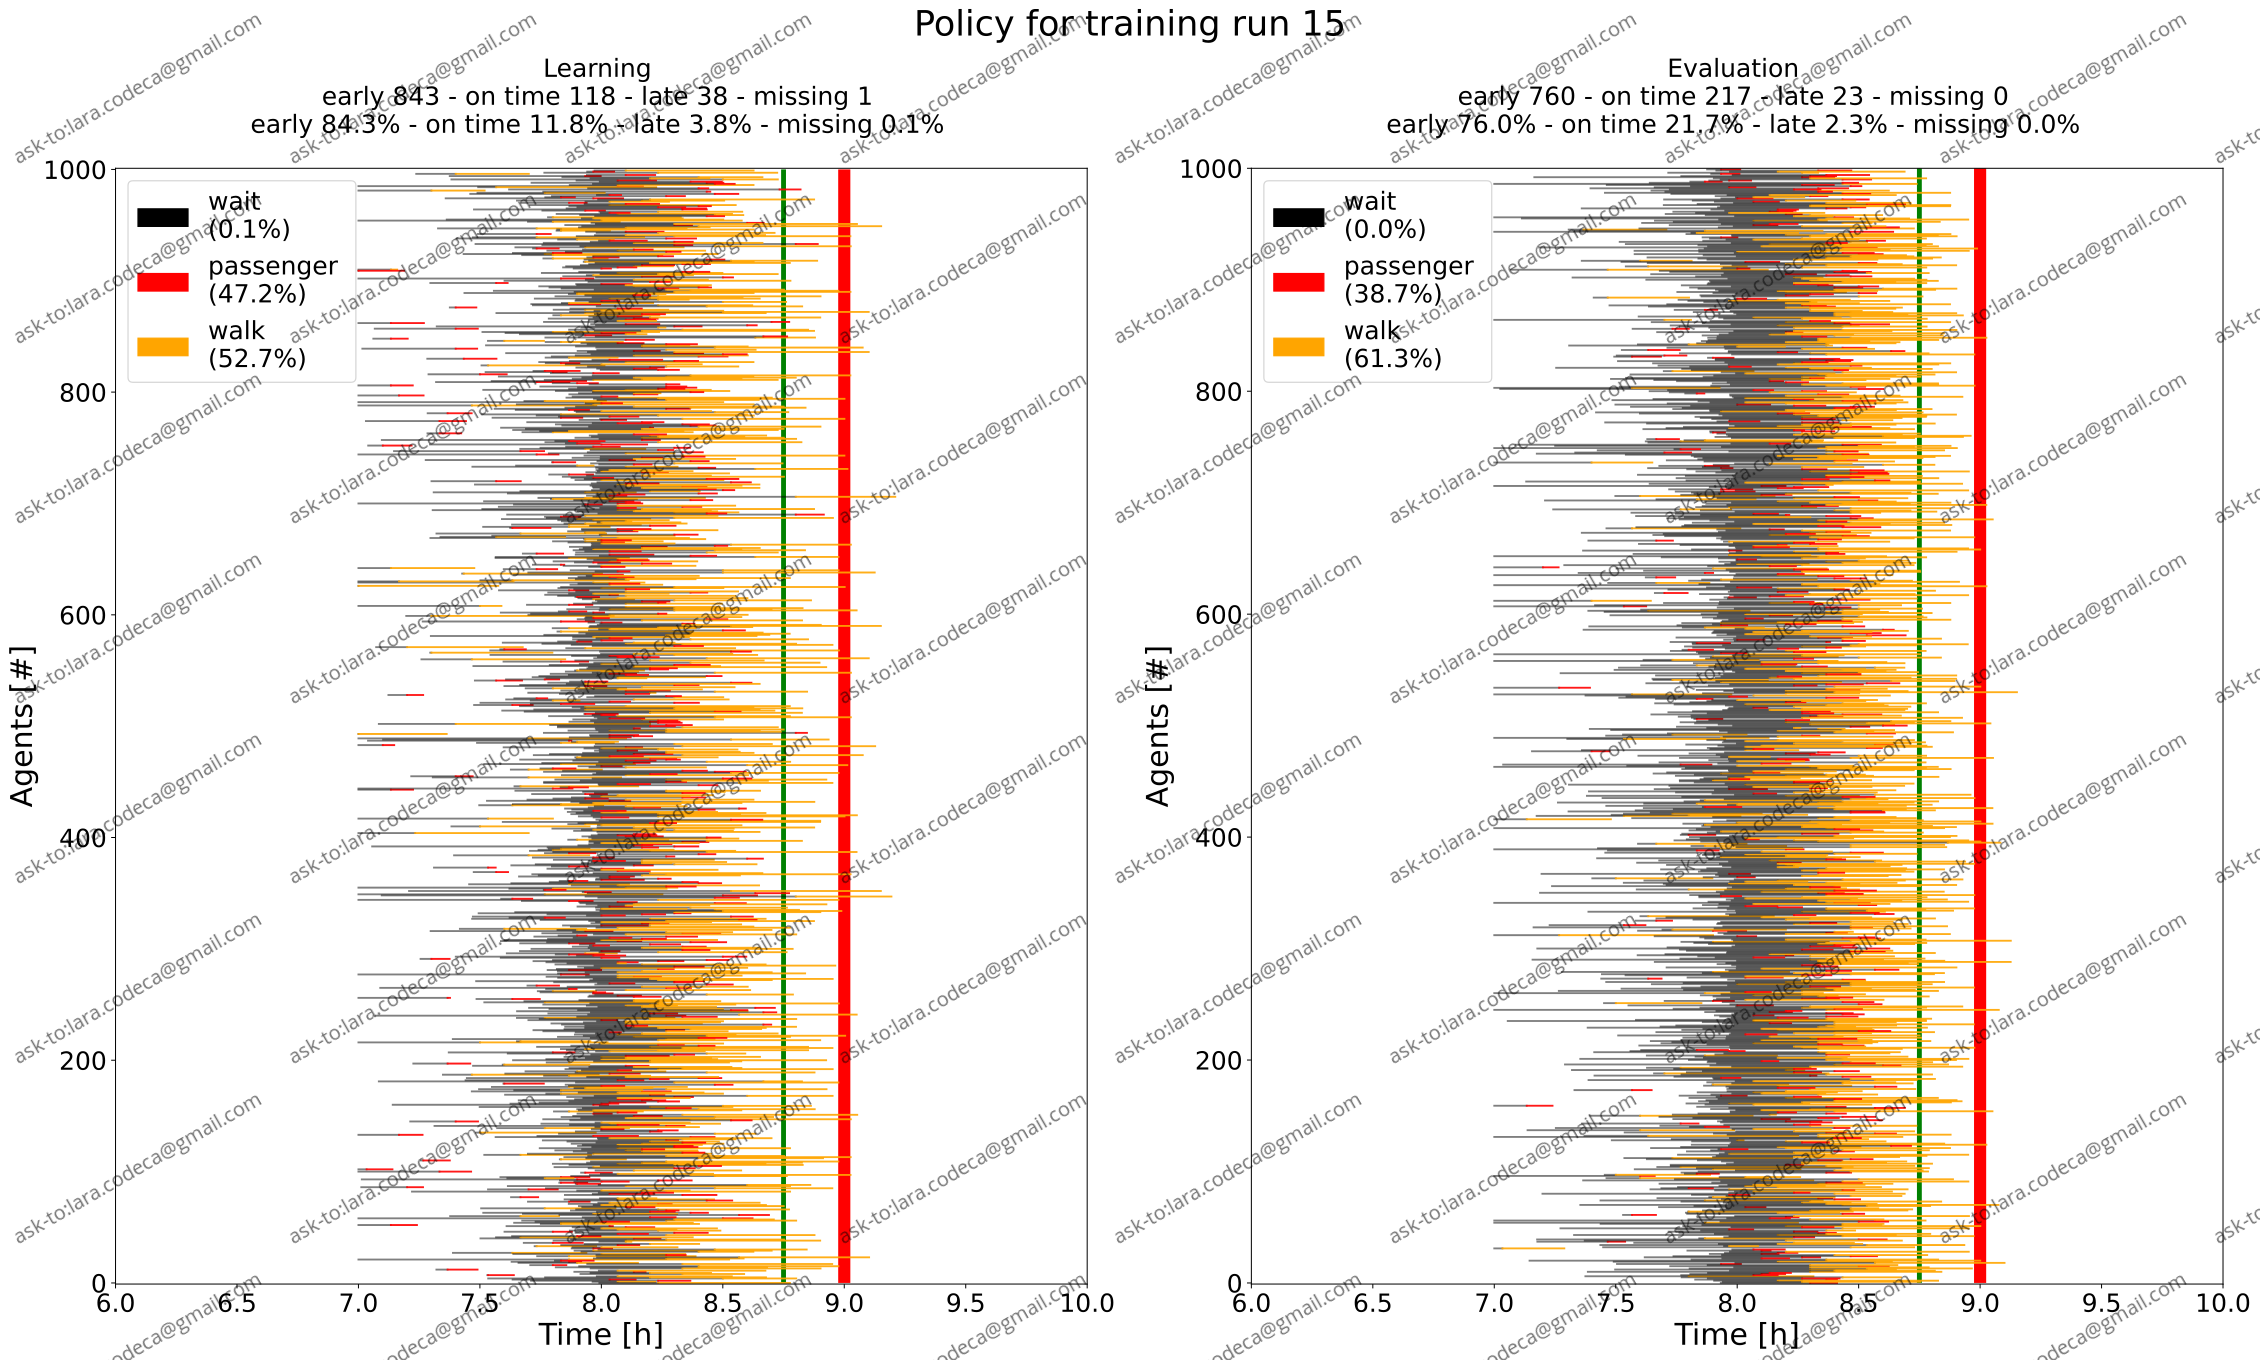 Policy for training run 15
Learning
early 843 - on time 118 - late 38 - missing 1
early 84.3% - on time 11.8% - late 3.8% - missing 0.1%
wait
(0.1%)
passenger
(47.2%)
walk
(52.7%)
Agents [#]
1000
800
600
400
200
0
6.0 6.5 7.0 7.5 8.0 8.5 9.0 9.5 10.0
Time [h]
Evaluation
early 760 - on time 217 - late 23 - missing 0
early 76.0% - on time 21.7% - late 2.3% - missing 0.0%
wait
(0.0%)
passenger
(38.7%)
walk
(61.3%)
Agents [#]
1000
800
600
400
200
0
6.0 6.5 7.0 7.5 8.0 8.5 9.0 9.5 10.0
Time [h]
ask-to:lara.codeca@gmail.com